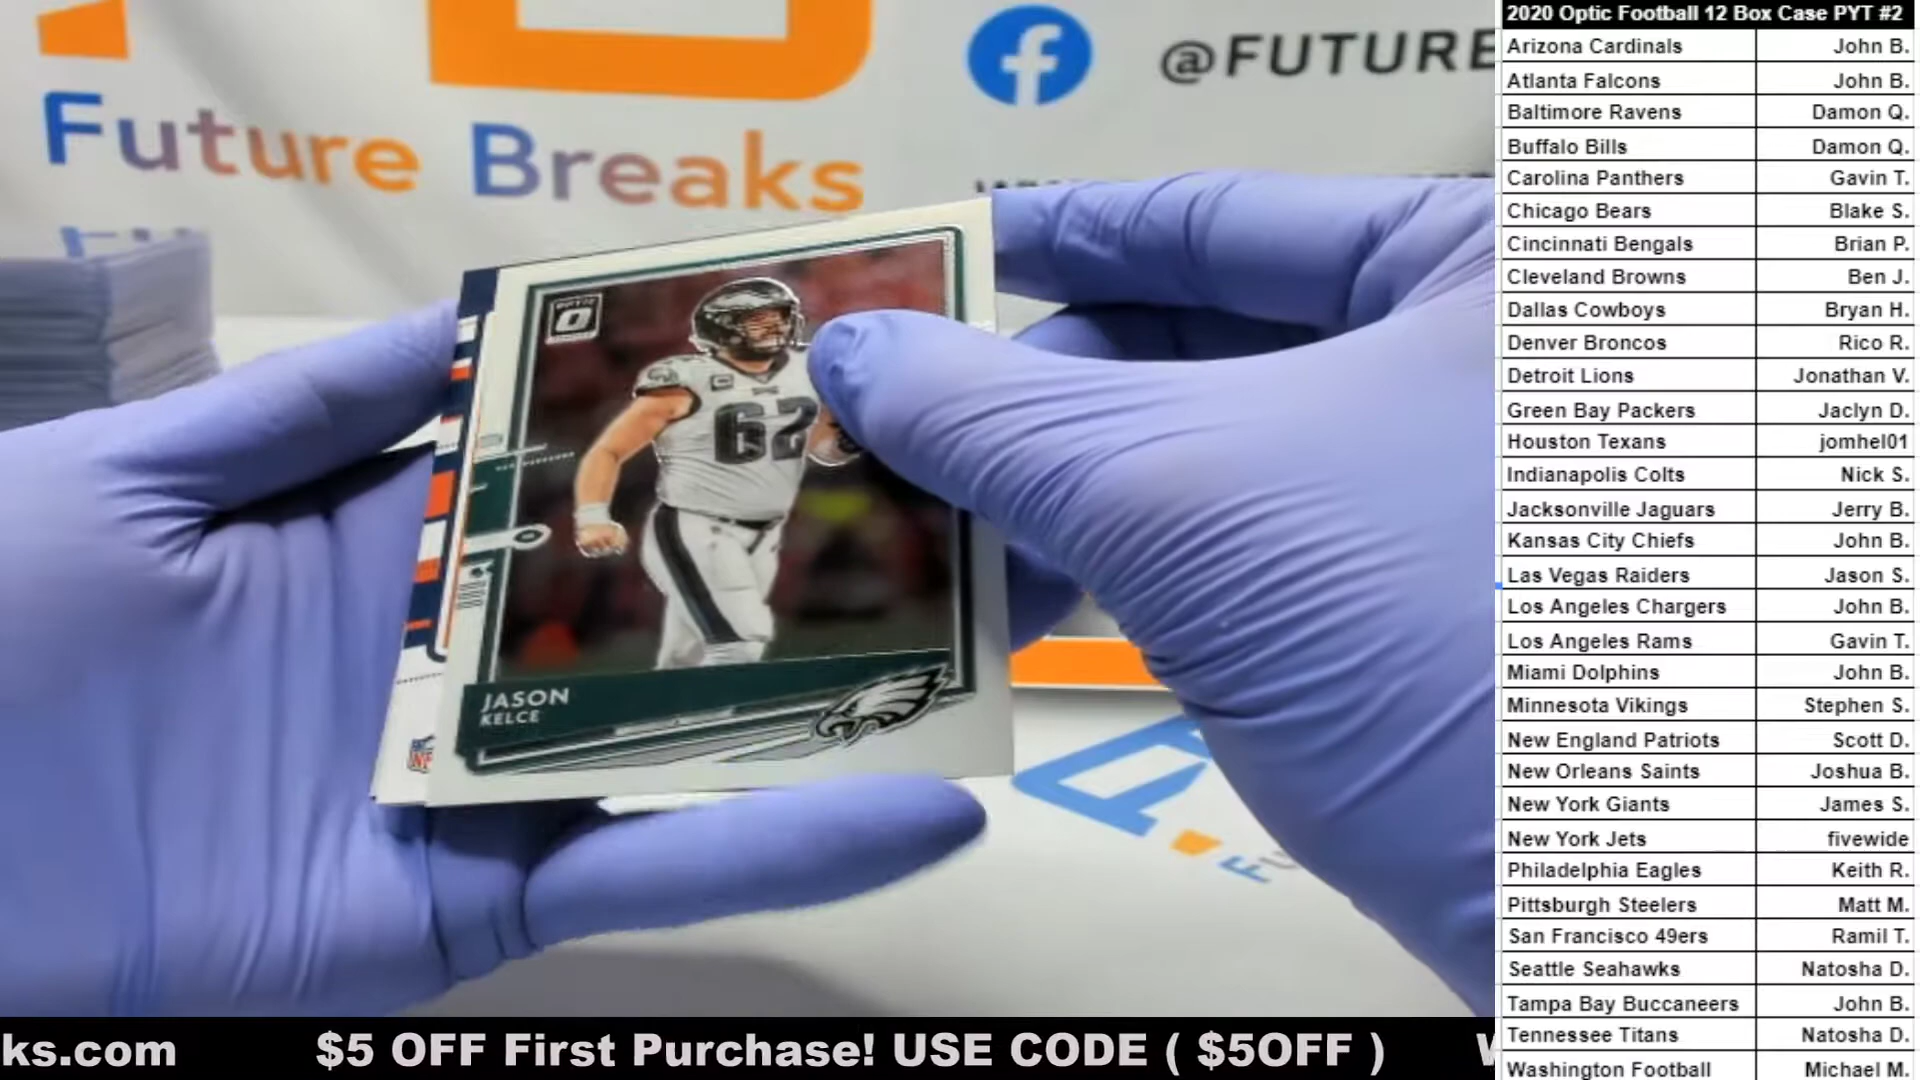 Future Breaks
@FUTURE
OPTIC
62
JASON
KELCE
ks.com $5 OFF First Purchase! USE CODE ( $5OFF )
2020 Optic Football 12 Box Case PYT #2
Arizona Cardinals John B.
Atlanta Falcons John B.
Baltimore Ravens Damon Q.
Buffalo Bills Damon Q.
Carolina Panthers Gavin T.
Chicago Bears Blake S.
Cincinnati Bengals Brian P.
Cleveland Browns Ben J.
Dallas Cowboys Bryan H.
Denver Broncos Rico R.
Detroit Lions Jonathan V.
Green Bay Packers Jaclyn D.
Houston Texans jomhel01
Indianapolis Colts Nick S.
Jacksonville Jaguars Jerry B.
Kansas City Chiefs John B.
Las Vegas Raiders Jason S.
Los Angeles Chargers John B.
Los Angeles Rams Gavin T.
Miami Dolphins John B.
Minnesota Vikings Stephen S.
New England Patriots Scott D.
New Orleans Saints Joshua B.
New York Giants James S.
New York Jets fivewide
Philadelphia Eagles Keith R.
Pittsburgh Steelers Matt M.
San Francisco 49ers Ramil T.
Seattle Seahawks Natosha D.
Tampa Bay Buccaneers John B.
Tennessee Titans Natosha D.
Washington Football Michael M.